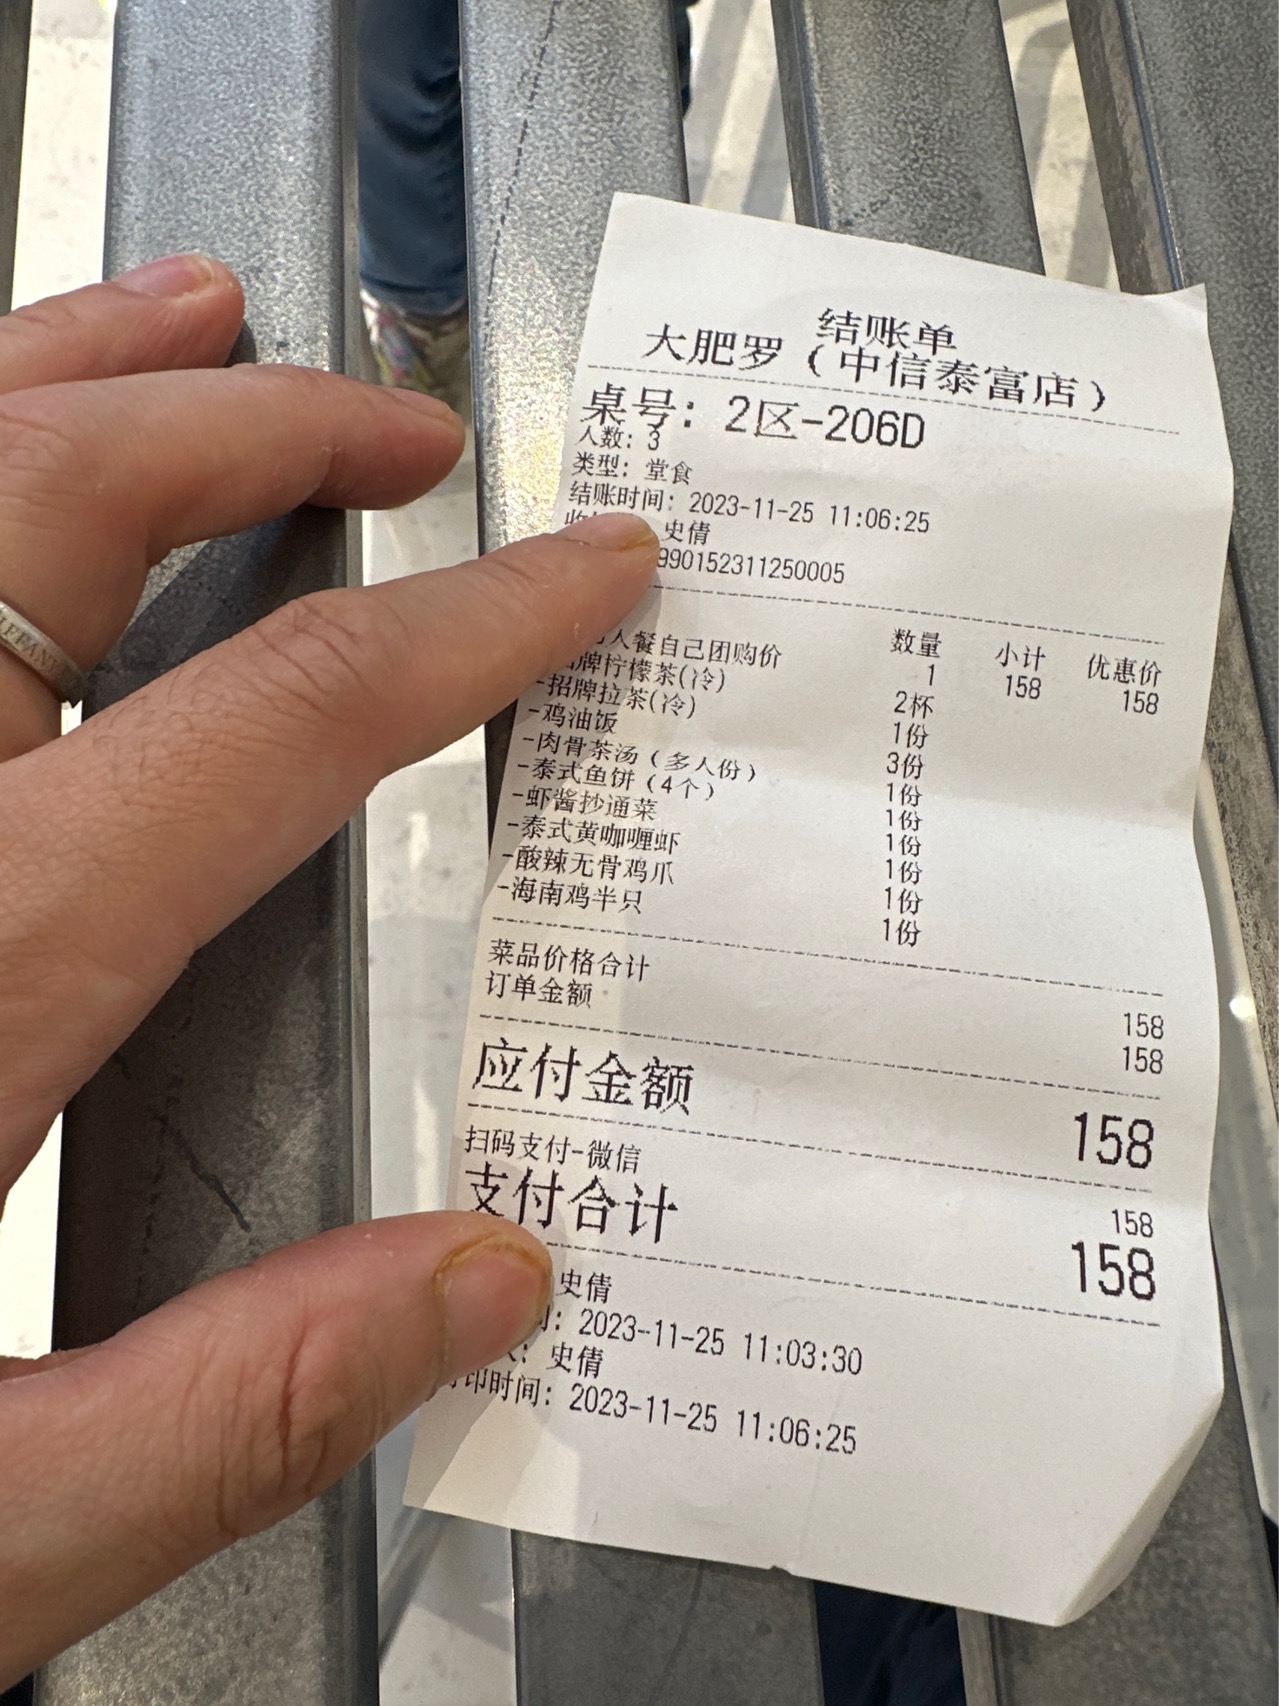 结账单
大肥罗（中信泰富店）
桌号: 2区-206D
人数: 3
类型: 堂食
结账时间: 2023-11-25 11:06:25
史倩
990152311250005
数量 小计 优惠价
人餐自己团购价 1 158 158
牌柠檬茶(冷) 2杯
-招牌拉茶(冷) 1份
-鸡油饭 3份
-肉骨茶汤（多人份） 1份
-泰式鱼饼（4个） 1份
-虾酱抄通菜 1份
-泰式黄咖喱虾 1份
-酸辣无骨鸡爪 1份
-海南鸡半只 1份
菜品价格合计 158
订单金额 158
应付金额 158
扫码支付-微信 158
支付合计 158
史倩
: 2023-11-25 11:03:30
: 史倩
印时间: 2023-11-25 11:06:25